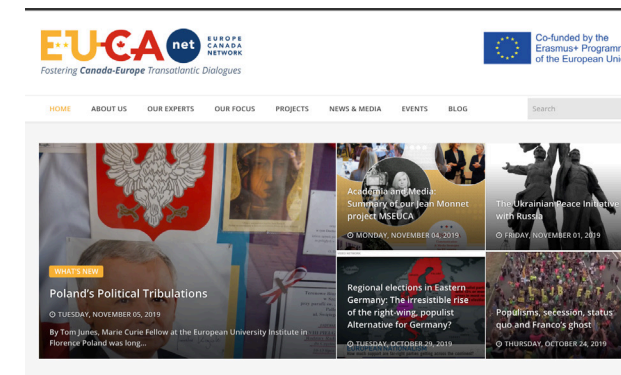 EU·CA net EUROPE
CANADA
NETWORK
Fostering Canada-Europe Transatlantic Dialogues
Co-funded by the
Erasmus+ Programm
of the European Uni
HOME ABOUT US OUR EXPERTS OUR FOCUS PROJECTS NEWS & MEDIA EVENTS BLOG Search
WHAT'S NEW
Poland's Political Tribulations
TUESDAY, NOVEMBER 05, 2019
By Tom Junes, Marie Curie Fellow at the European University Institute in
Florence Poland was long...
Academia and Media:
Summary of our Jean Monnet
project MSEUCA
MONDAY, NOVEMBER 04, 2019
The Ukrainian Peace Initiative
with Russia
FRIDAY, NOVEMBER 01, 2019
Regional elections in Eastern
Germany: The irresistible rise
of the right-wing, populist
Alternative for Germany?
TUESDAY, OCTOBER 29, 2019
Populisms, secession, status
quo and Franco's ghost
THURSDAY, OCTOBER 24, 2019